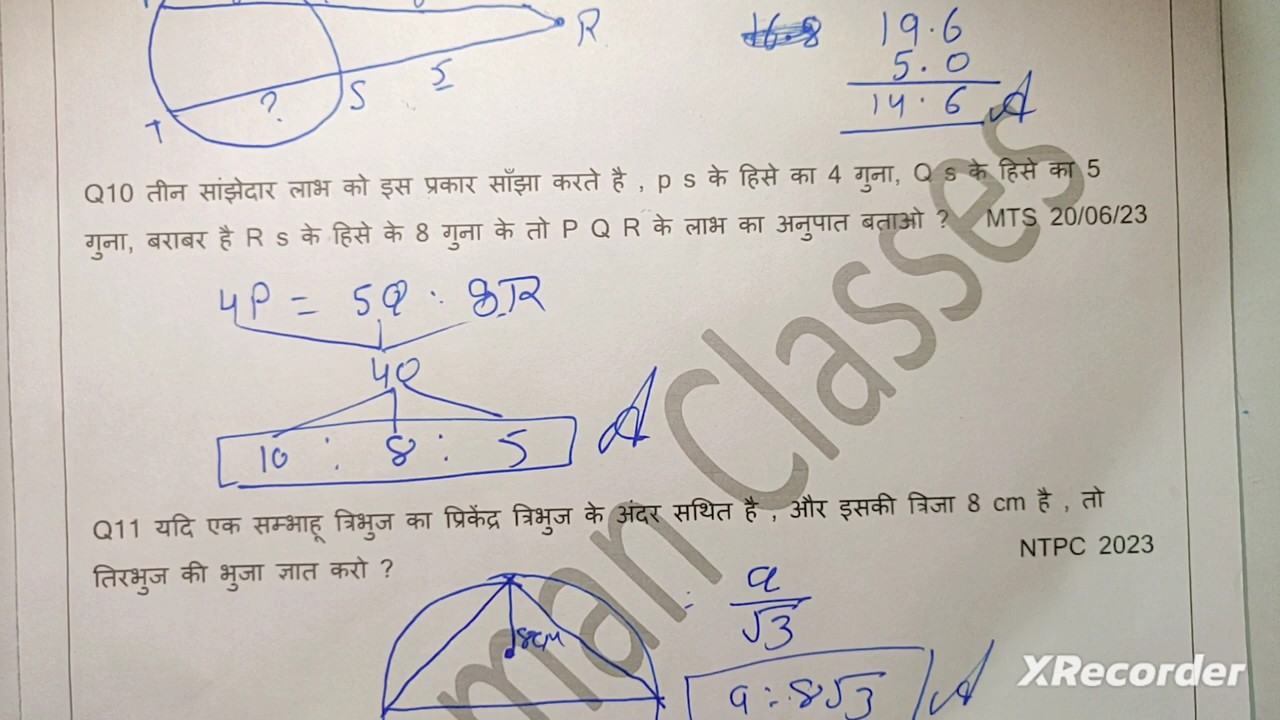 R
16.8 19.6
5.0
S 5
?
T
14.6 A
Q10 तीन सांझेदार लाभ को इस प्रकार साँझा करते है , p s के हिसे का 4 गुना, Q s के हिसे का 5
गुना, बराबर है R s के हिसे के 8 गुना के तो P Q R के लाभ का अनुपात बताओ ? MTS 20/06/23
4P = 5Q : 8R
40
10 : 8 : 5 A
Q11 यदि एक सम्भाहू त्रिभुज का प्रिकेंद्र त्रिभुज के अंदर सथित है , और इसकी त्रिजा 8 cm है , तो
तिरभुज की भुजा ज्ञात करो ? NTPC 2023
8cm
: a/√3
a = 8√3 A
man Classes
XRecorder